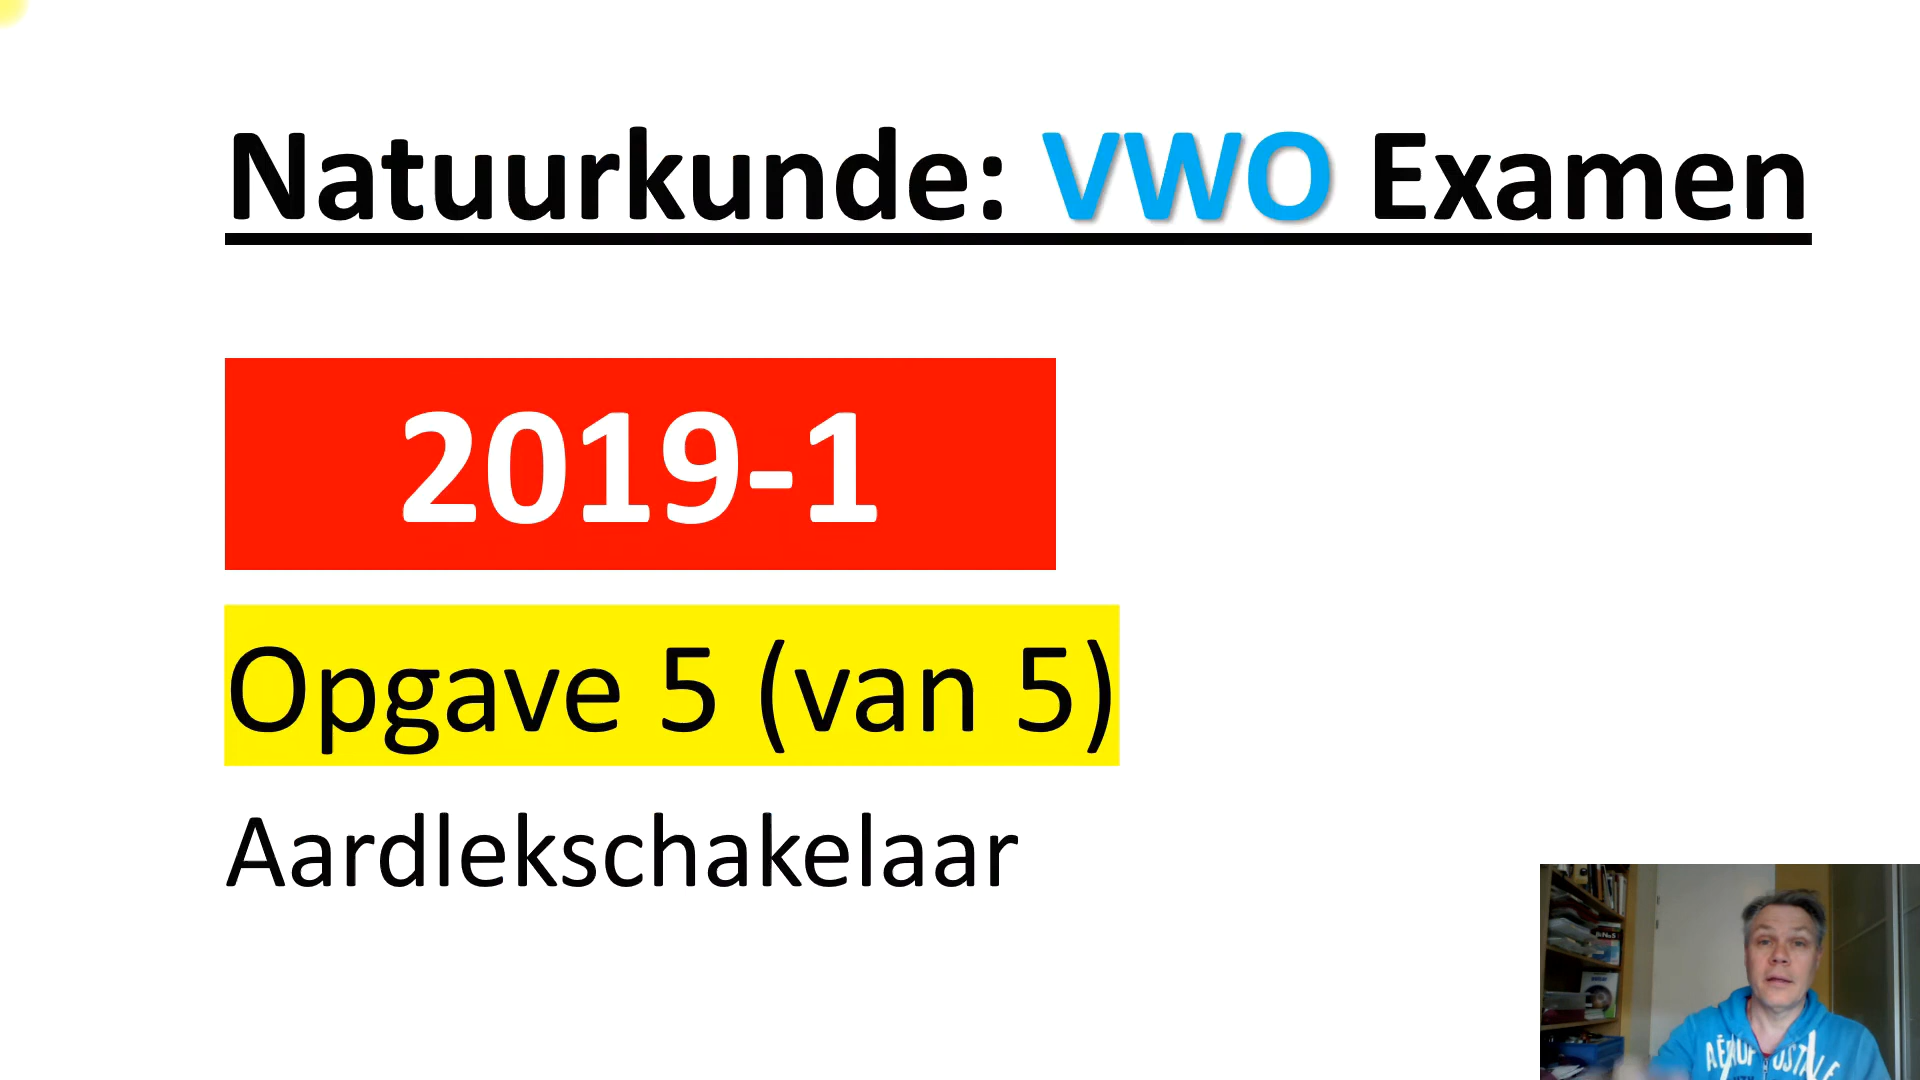 Natuurkunde: VWO Examen
2019-1
Opgave 5 (van 5)
Aardlekschakelaar